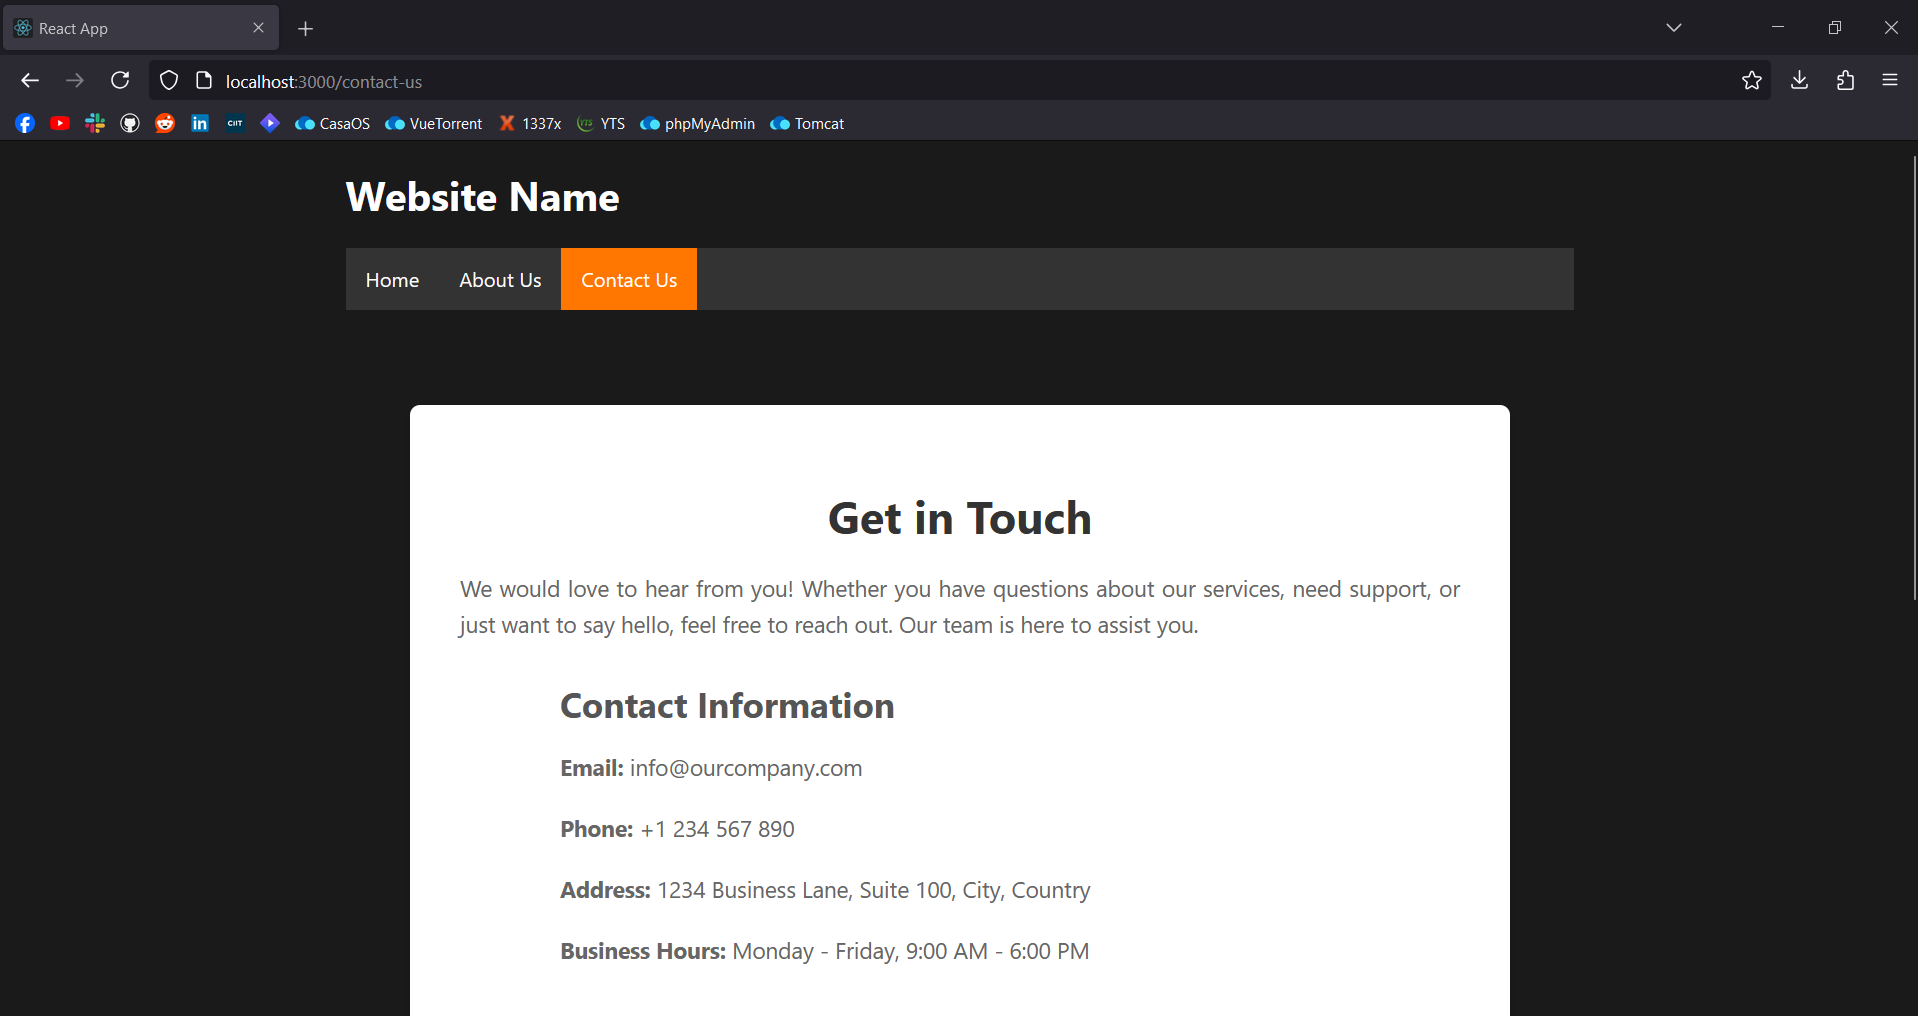 React App
localhost:3000/contact-us
CIIT
CasaOS
VueTorrent
1337x
YTS
YTS
phpMyAdmin
Tomcat
Website Name
Home
About Us
Contact Us
Get in Touch
We would love to hear from you! Whether you have questions about our services, need support, or
just want to say hello, feel free to reach out. Our team is here to assist you.
Contact Information
Email: info@ourcompany.com
Phone: +1 234 567 890
Address: 1234 Business Lane, Suite 100, City, Country
Business Hours: Monday - Friday, 9:00 AM - 6:00 PM